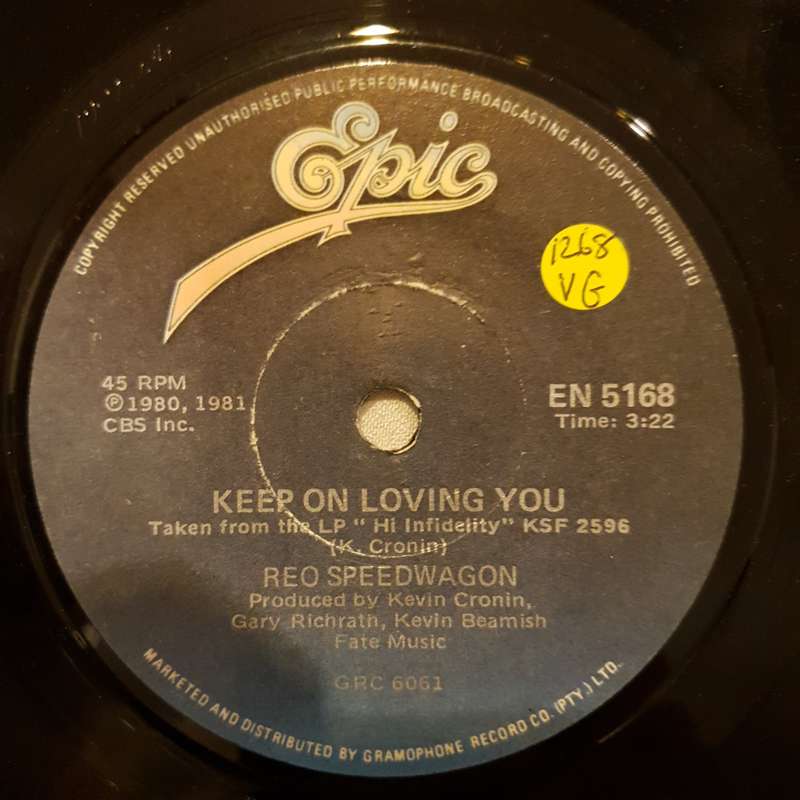 COPYRIGHT RESERVED UNAUTHORISED PUBLIC PERFORMANCE BROADCASTING AND COPYING PROHIBITED
Epic
1268
VG
45 RPM
Ⓟ1980, 1981
CBS Inc.
EN 5168
Time: 3:22
KEEP ON LOVING YOU
Taken from the LP " Hi Infidelity" KSF 2596
(K. Cronin)
REO SPEEDWAGON
Produced by Kevin Cronin,
Gary Richrath, Kevin Beamish
Fate Music
GRC 6061
MARKETED AND DISTRIBUTED BY GRAMOPHONE RECORD CO. (PTY.) LTD.